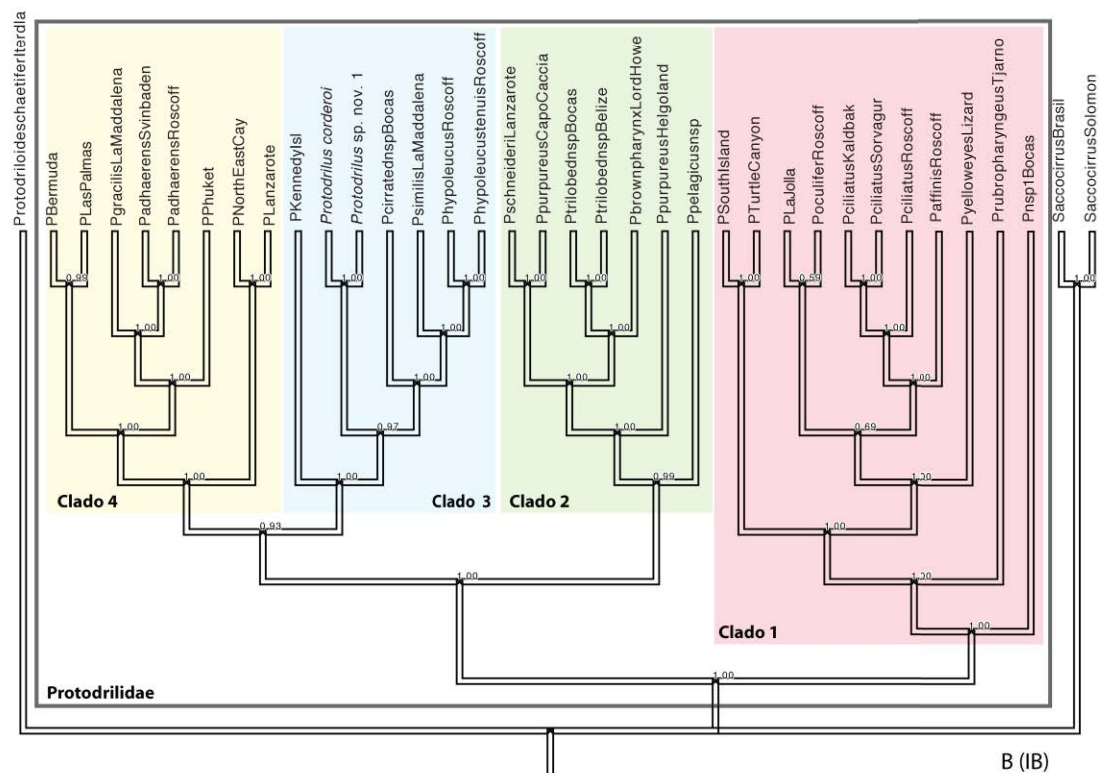 ProtodriloideschaetiferIterdla
PBermuda
PLasPalmas
PgracilisLaMaddalena
PadhaerensSvinbaden
PadhaerensRoscoff
PPhuket
PNorthEastCay
PLanzarote
PKennedyIsl
Protodrilus corderoi
Protodrilus sp. nov. 1
PcirratednspBocas
PsimilisLaMaddalena
PhypoleucusRoscoff
PhypoleucustenuisRoscoff
PschneideriLanzarote
PpurpureusCapoCaccia
PtrilobednspBocas
PtrilobednspBelize
PbrownpharynxLordHowe
PpurpureusHelgoland
Ppelagicusnsp
PSouthIsland
PTurtleCanyon
PLaJolla
PoculiferRoscoff
PciliatusKaldbak
PciliatusSorvagur
PciliatusRoscoff
PaffinisRoscoff
PyelloweyesLizard
PrubropharyngeusTjarno
Pnsp1Bocas
SaccocirrusBrasil
SaccocirrusSolomon
0.99 1.00 1.00 1.00 1.00 1.00 1.00 1.00 1.00 0.59 1.00 1.00
1.00 1.00 1.00 1.00
1.00 1.00 1.00 1.00
1.00 0.97 1.00 0.69
1.00 1.00 0.99 1.00
Clado 4
Clado 3
Clado 2
0.93 1.00
1.00 1.00
1.00
Clado 1
1.00
Protodrilidae
B (IB)